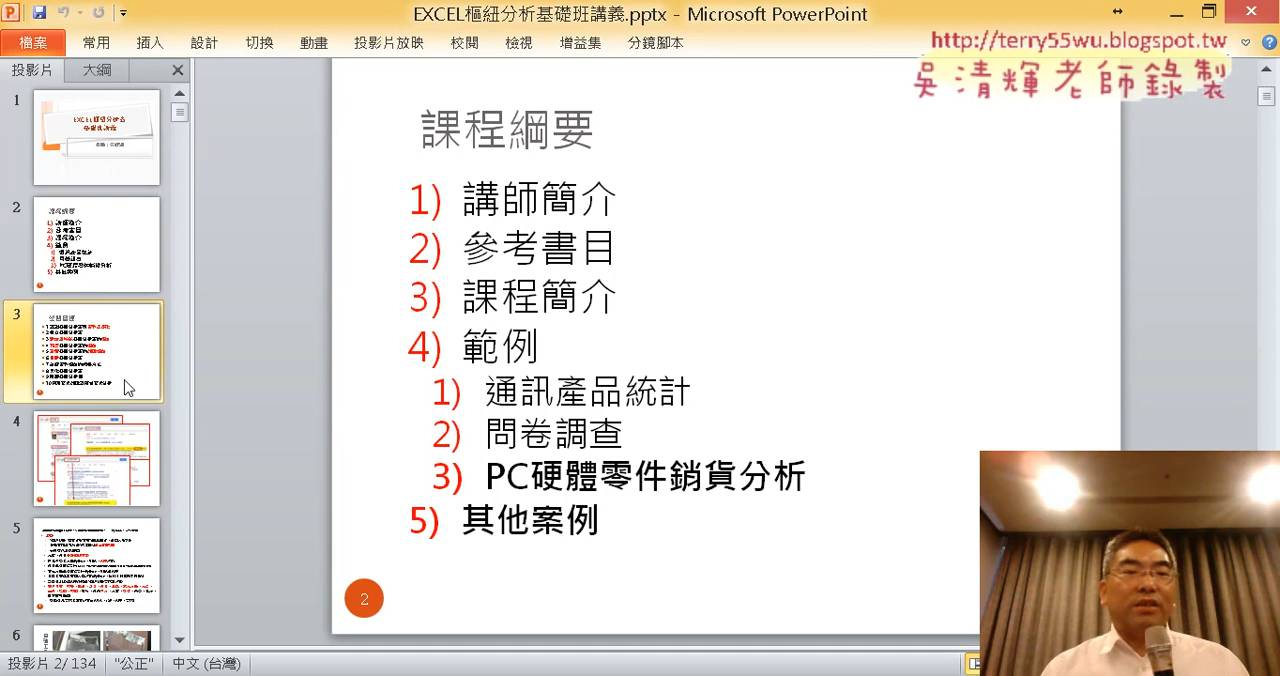 EXCEL樞紐分析基礎班講義.pptx - Microsoft PowerPoint
檔案 常用 插入 設計 切換 動畫 投影片放映 校閱 檢視 增益集 分鏡腳本
http://terry55wu.blogspot.tw
吳清輝老師錄製
投影片 大綱
1
2
3
4
5
6
課程綱要
1) 講師簡介
2) 參考書目
3) 課程簡介
4) 範例
1) 通訊產品統計
2) 問卷調查
3) PC硬體零件銷貨分析
5) 其他案例
2
投影片 2/ 134 "公正" 中文 (台灣)